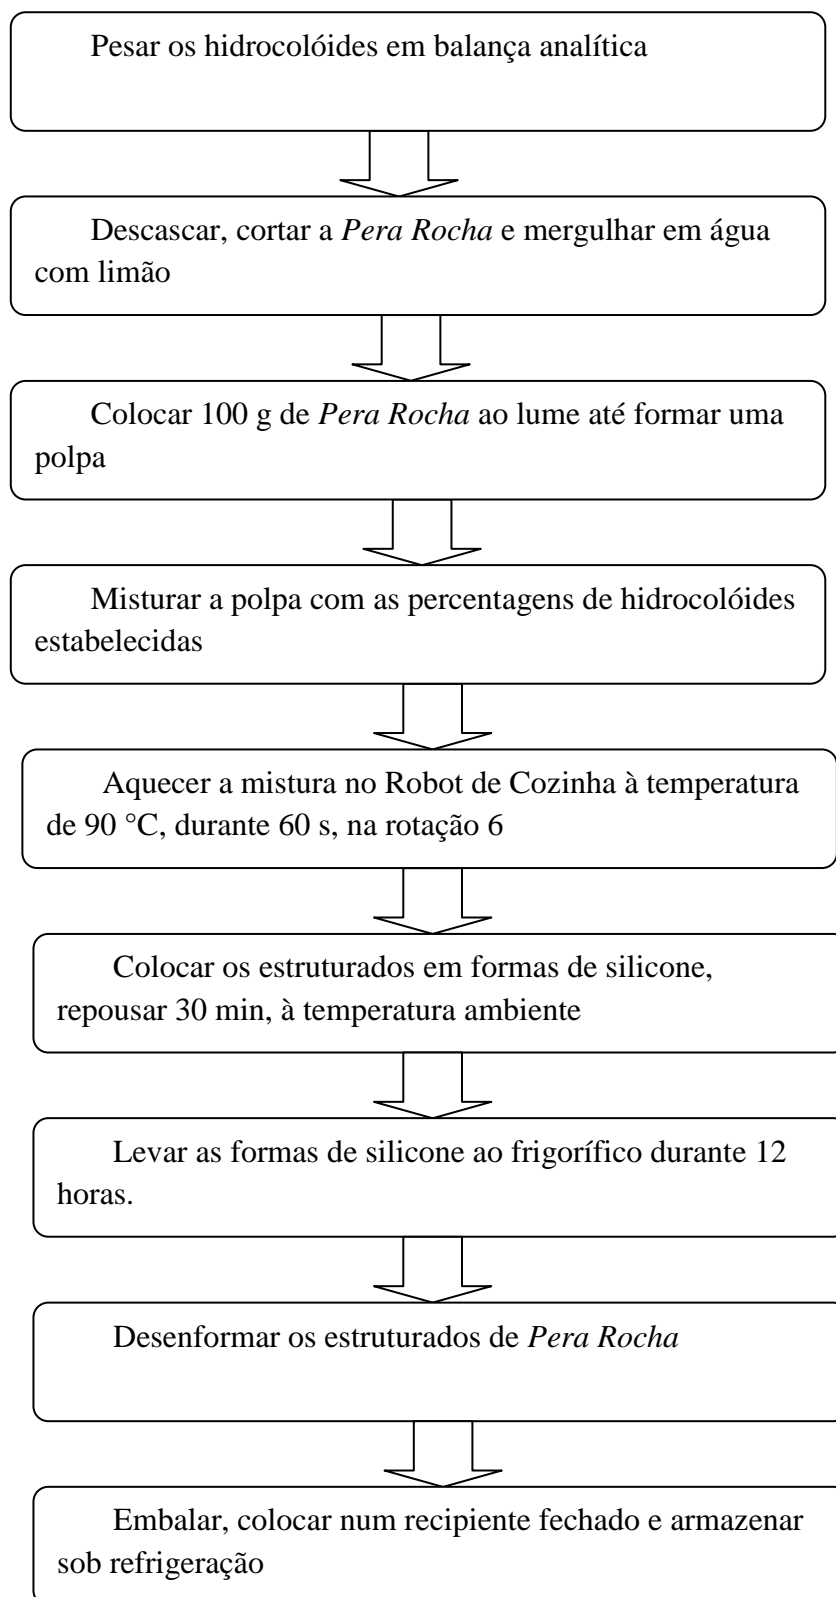 Pesar os hidrocolóides em balança analítica
Descascar, cortar a Pera Rocha e mergulhar em água
com limão
Colocar 100 g de Pera Rocha ao lume até formar uma
polpa
Misturar a polpa com as percentagens de hidrocolóides
estabelecidas
Aquecer a mistura no Robot de Cozinha à temperatura
de 90 °C, durante 60 s, na rotação 6
Colocar os estruturados em formas de silicone,
repousar 30 min, à temperatura ambiente
Levar as formas de silicone ao frigorífico durante 12
horas.
Desenformar os estruturados de Pera Rocha
Embalar, colocar num recipiente fechado e armazenar
sob refrigeração